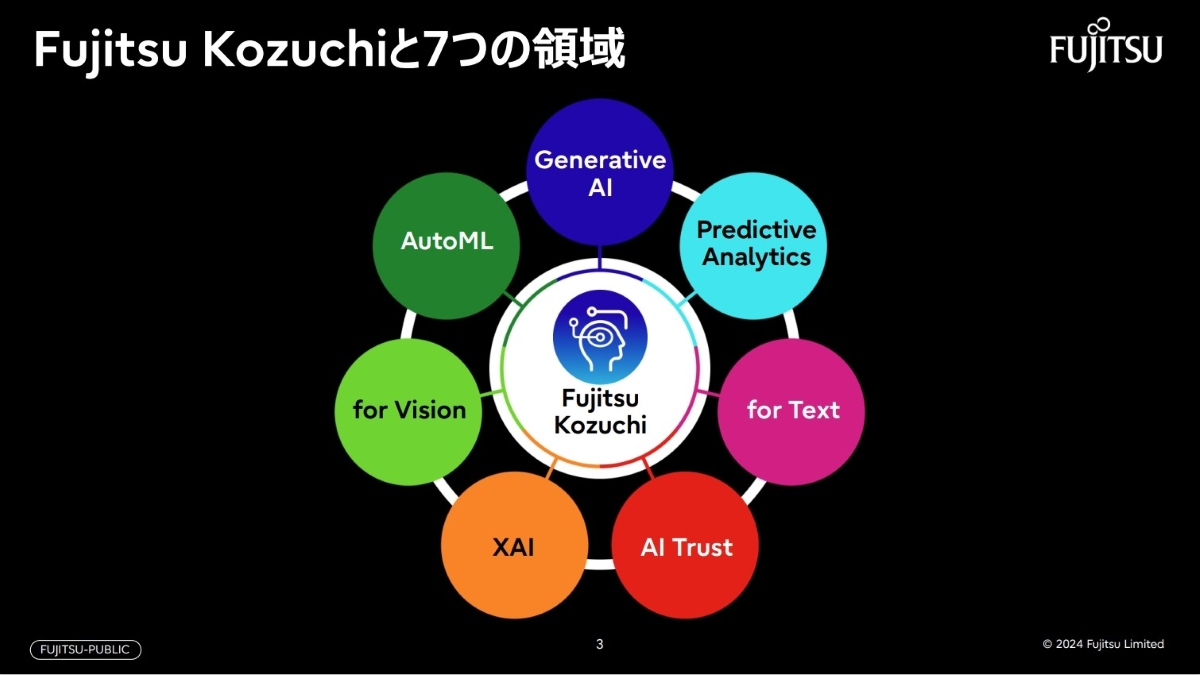 Fujitsu Kozuchiと7つの領域
FUJITSU
Generative
AI
Predictive
Analytics
for Text
AI Trust
XAI
for Vision
AutoML
Fujitsu
Kozuchi
FUJITSU-PUBLIC
3
© 2024 Fujitsu Limited